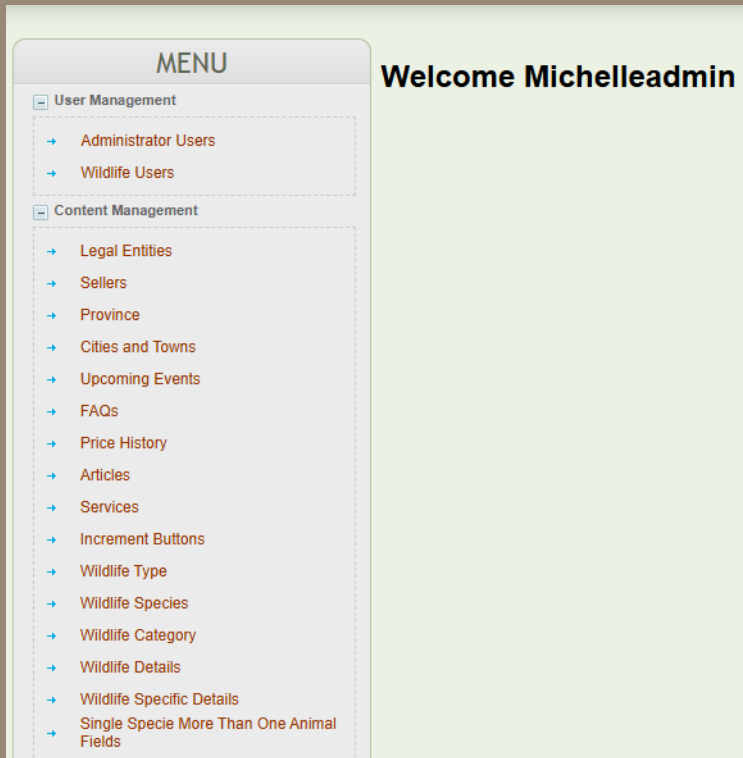 MENU
Welcome Michelleadmin
User Management
Administrator Users
Wildlife Users
Content Management
Legal Entities
Sellers
Province
Cities and Towns
Upcoming Events
FAQs
Price History
Articles
Services
Increment Buttons
Wildlife Type
Wildlife Species
Wildlife Category
Wildlife Details
Wildlife Specific Details
Single Specie More Than One Animal
Fields